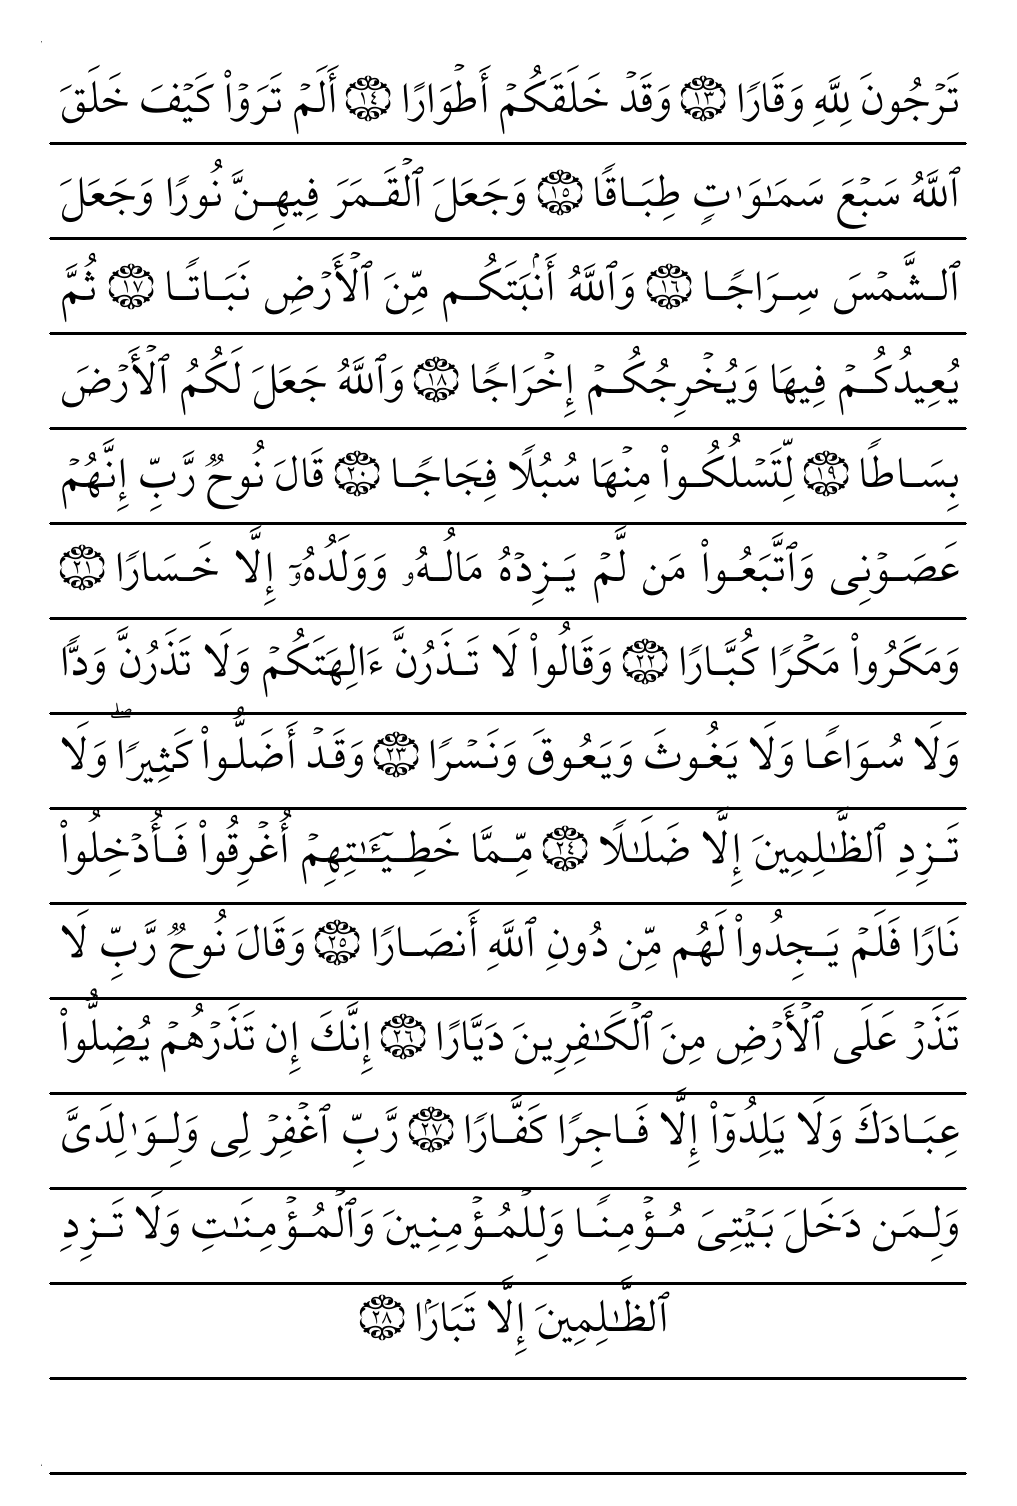 تَرۡجُونَ لِلَّهِ وَقَارًا ١٣ وَقَدۡ خَلَقَكُمۡ أَطۡوَارًا ١٤ أَلَمۡ تَرَوۡاْ كَيۡفَ خَلَقَ
ٱللَّهُ سَبۡعَ سَمَٰوَٰتٖ طِبَاقًا ١٥ وَجَعَلَ ٱلۡقَمَرَ فِيهِنَّ نُورًا وَجَعَلَ
ٱلشَّمۡسَ سِرَاجًا ١٦ وَٱللَّهُ أَنۢبَتَكُم مِّنَ ٱلۡأَرۡضِ نَبَاتًا ١٧ ثُمَّ
يُعِيدُكُمۡ فِيهَا وَيُخۡرِجُكُمۡ إِخۡرَاجًا ١٨ وَٱللَّهُ جَعَلَ لَكُمُ ٱلۡأَرۡضَ
بِسَاطًا ١٩ لِّتَسۡلُكُواْ مِنۡهَا سُبُلًا فِجَاجًا ٢٠ قَالَ نُوحٞ رَّبِّ إِنَّهُمۡ
عَصَوۡنِى وَٱتَّبَعُواْ مَن لَّمۡ يَزِدۡهُ مَالُهُۥ وَوَلَدُهُۥٓ إِلَّا خَسَارًا ٢١
وَمَكَرُواْ مَكۡرًا كُبَّارًا ٢٢ وَقَالُواْ لَا تَذَرُنَّ ءَالِهَتَكُمۡ وَلَا تَذَرُنَّ وَدًّا
وَلَا سُوَاعًا وَلَا يَغُوثَ وَيَعُوقَ وَنَسۡرًا ٢٣ وَقَدۡ أَضَلُّواْ كَثِيرًاۖ وَلَا
تَزِدِ ٱلظَّٰلِمِينَ إِلَّا ضَلَٰلًا ٢٤ مِّمَّا خَطِيٓـَٰٔتِهِمۡ أُغۡرِقُواْ فَأُدۡخِلُواْ
نَارًا فَلَمۡ يَجِدُواْ لَهُم مِّن دُونِ ٱللَّهِ أَنصَارًا ٢٥ وَقَالَ نُوحٞ رَّبِّ لَا
تَذَرۡ عَلَى ٱلۡأَرۡضِ مِنَ ٱلۡكَٰفِرِينَ دَيَّارًا ٢٦ إِنَّكَ إِن تَذَرۡهُمۡ يُضِلُّواْ
عِبَادَكَ وَلَا يَلِدُوٓاْ إِلَّا فَاجِرًا كَفَّارًا ٢٧ رَّبِّ ٱغۡفِرۡ لِى وَلِوَٰلِدَىَّ
وَلِمَن دَخَلَ بَيۡتِىَ مُؤۡمِنًا وَلِلۡمُؤۡمِنِينَ وَٱلۡمُؤۡمِنَٰتِ وَلَا تَزِدِ
ٱلظَّٰلِمِينَ إِلَّا تَبَارَۢا ٢٨